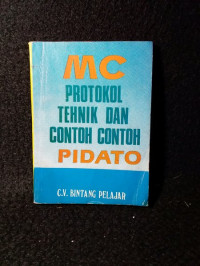 MC
PROTOKOL
TEHNIK DAN
CONTOH CONTOH
PIDATO
C.V. BINTANG PELAJAR